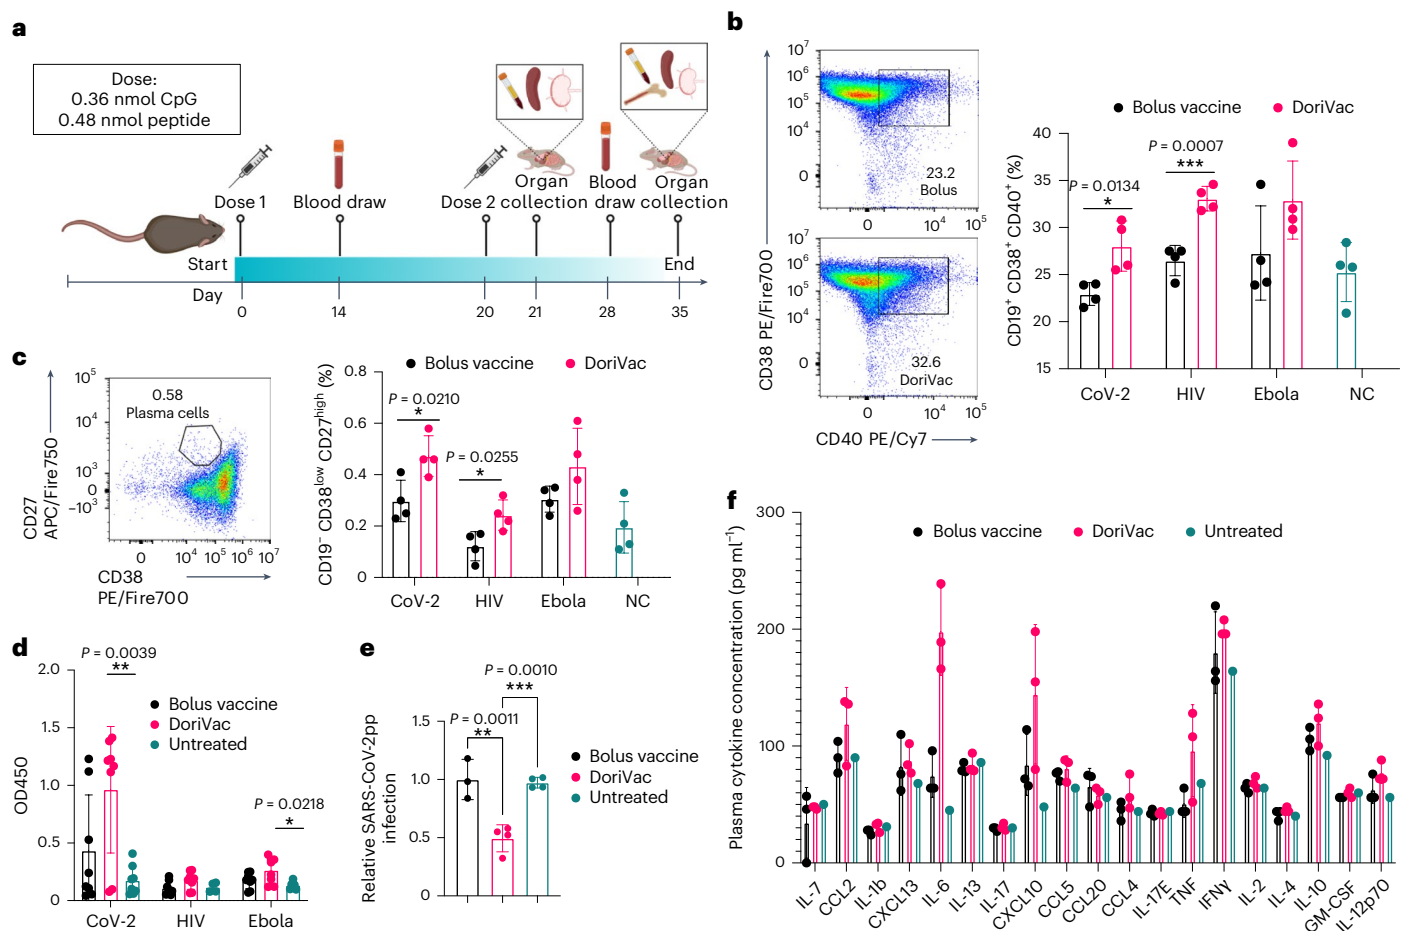 a
Dose:
0.36 nmol CpG
0.48 nmol peptide
Dose 1
Blood draw
Dose 2
Organ collection
Blood draw
Organ collection
Start
End
Day
0
14
20
21
28
35
b
CD38 PE/Fire700
10⁷
10⁶
10⁵
10⁴
0
23.2
Bolus
0
10⁴
10⁵
10⁷
10⁶
10⁵
10⁴
0
32.6
DoriVac
0
10⁴
10⁵
CD40 PE/Cy7
Bolus vaccine
DoriVac
CD19⁺ CD38⁺ CD40⁺ (%)
40
35
30
25
20
15
P = 0.0134
*
P = 0.0007
***
CoV-2
HIV
Ebola
NC
c
CD27
APC/Fire750
10⁵
10⁴
10³
0
−10³
0.58
Plasma cells
0
10⁴
10⁵
10⁶
10⁷
CD38
PE/Fire700
Bolus vaccine
DoriVac
CD19⁻ CD38ˡᵒʷ CD27ʰⁱᵍʰ (%)
0.8
0.6
0.4
0.2
0
P = 0.0210
*
P = 0.0255
*
CoV-2
HIV
Ebola
NC
d
OD450
2.0
1.5
1.0
0.5
0
P = 0.0039
**
Bolus vaccine
DoriVac
Untreated
P = 0.0218
*
CoV-2
HIV
Ebola
e
Relative SARS-CoV-2pp
infection
1.5
1.0
0.5
0
P = 0.0010
***
P = 0.0011
**
Bolus vaccine
DoriVac
Untreated
f
Plasma cytokine concentration (pg ml⁻¹)
300
200
100
0
Bolus vaccine
DoriVac
Untreated
IL-7
CCL2
IL-1b
CXCL13
IL-6
IL-13
IL-17
CXCL10
CCL5
CCL20
CCL4
IL-17E
TNF
IFNγ
IL-2
IL-4
IL-10
GM-CSF
IL-12p70